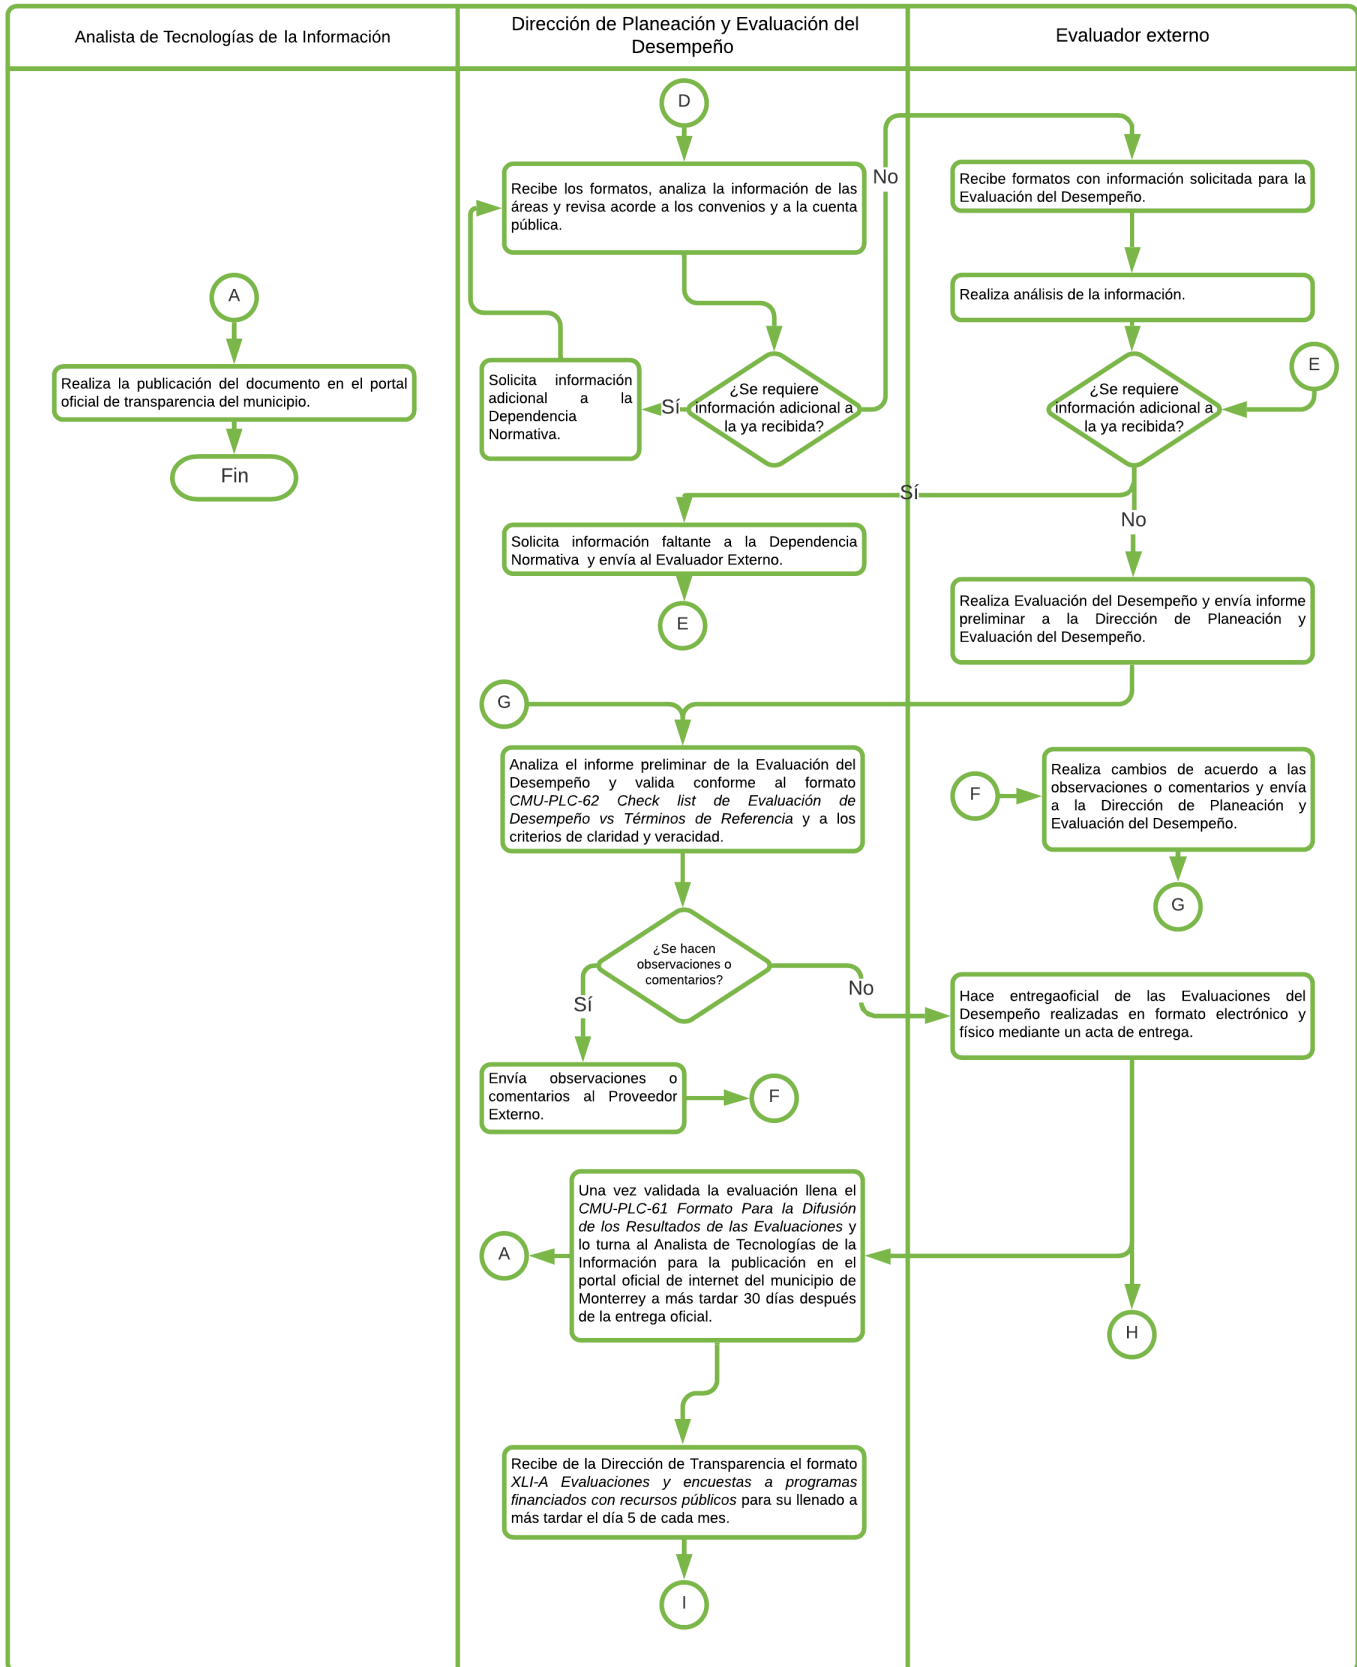 Analista de Tecnologías de la Información
Dirección de Planeación y Evaluación del
Desempeño
Evaluador externo
A
Realiza la publicación del documento en el portal
oficial de transparencia del municipio.
Fin
D
Recibe los formatos, analiza la información de las
áreas y revisa acorde a los convenios y a la cuenta
pública.
No
¿Se requiere
información adicional a
la ya recibida?
Sí
Solicita información
adicional a la
Dependencia
Normativa.
Recibe formatos con información solicitada para la
Evaluación del Desempeño.
Realiza análisis de la información.
E
¿Se requiere
información adicional a
la ya recibida?
Sí
No
Solicita información faltante a la Dependencia
Normativa y envía al Evaluador Externo.
E
Realiza Evaluación del Desempeño y envía informe
preliminar a la Dirección de Planeación y
Evaluación del Desempeño.
G
Analiza el informe preliminar de la Evaluación del
Desempeño y valida conforme al formato
CMU-PLC-62 Check list de Evaluación de
Desempeño vs Términos de Referencia y a los
criterios de claridad y veracidad.
F
Realiza cambios de acuerdo a las
observaciones o comentarios y envía
a la Dirección de Planeación y
Evaluación del Desempeño.
G
¿Se hacen
observaciones o
comentarios?
Sí
No
Envía observaciones o
comentarios al Proveedor
Externo.
F
Hace entregaoficial de las Evaluaciones del
Desempeño realizadas en formato electrónico y
físico mediante un acta de entrega.
Una vez validada la evaluación llena el
CMU-PLC-61 Formato Para la Difusión
de los Resultados de las Evaluaciones y
lo turna al Analista de Tecnologías de la
Información para la publicación en el
portal oficial de internet del municipio de
Monterrey a más tardar 30 días después
de la entrega oficial.
A
H
Recibe de la Dirección de Transparencia el formato
XLI-A Evaluaciones y encuestas a programas
financiados con recursos públicos para su llenado a
más tardar el día 5 de cada mes.
I